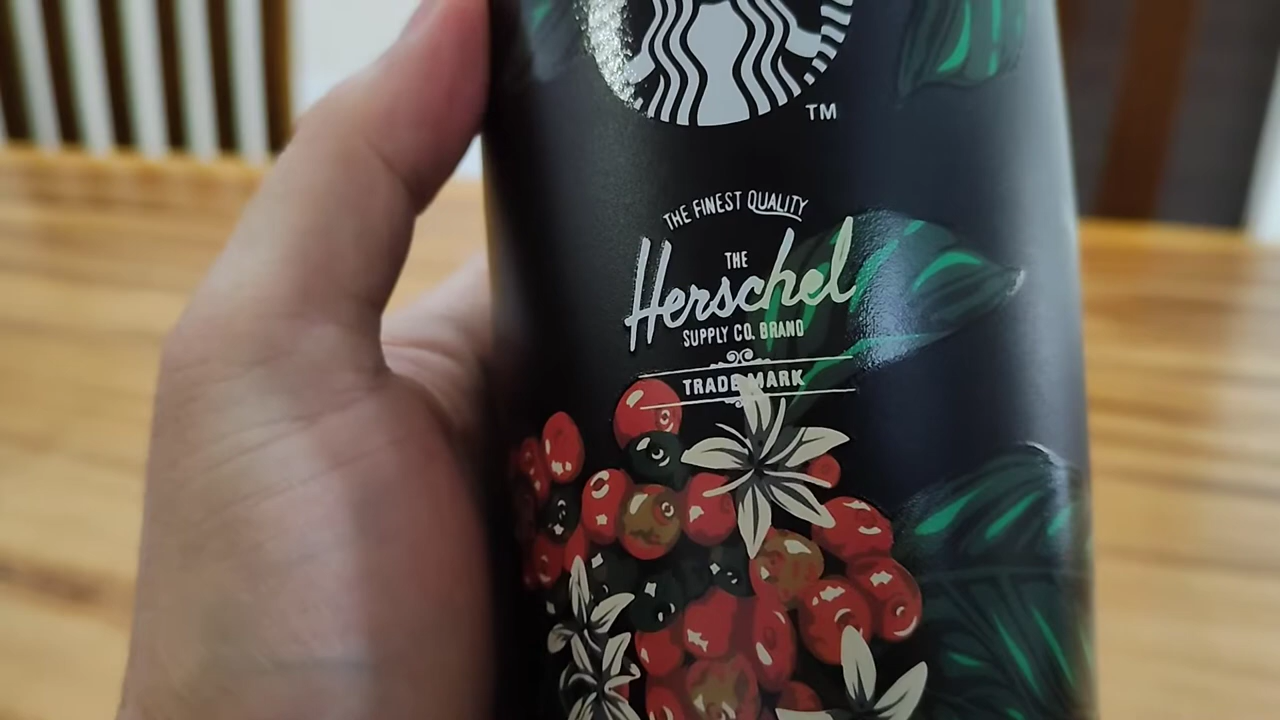 TM
THE FINEST QUALITY
THE
Herschel
SUPPLY CO. BRAND
TRADE MARK